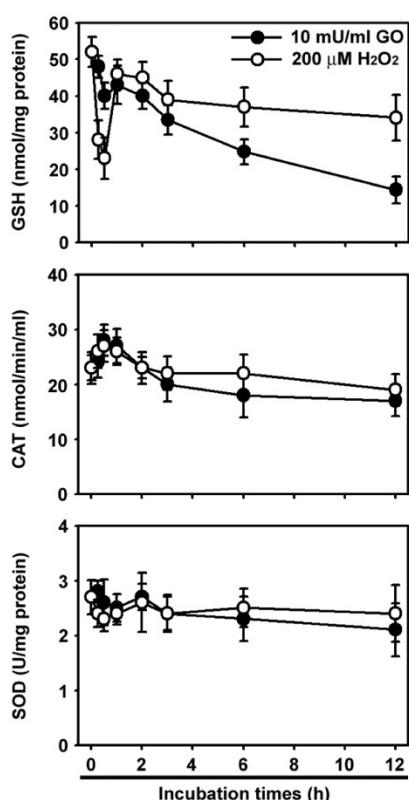 60
50
40
30
20
10
0
GSH (nmol/mg protein)
10 mU/ml GO
200 μM H₂O₂
40
30
20
10
0
CAT (nmol/min/ml)
4
3
2
1
0
SOD (U/mg protein)
0 2 4 6 8 10 12
Incubation times (h)